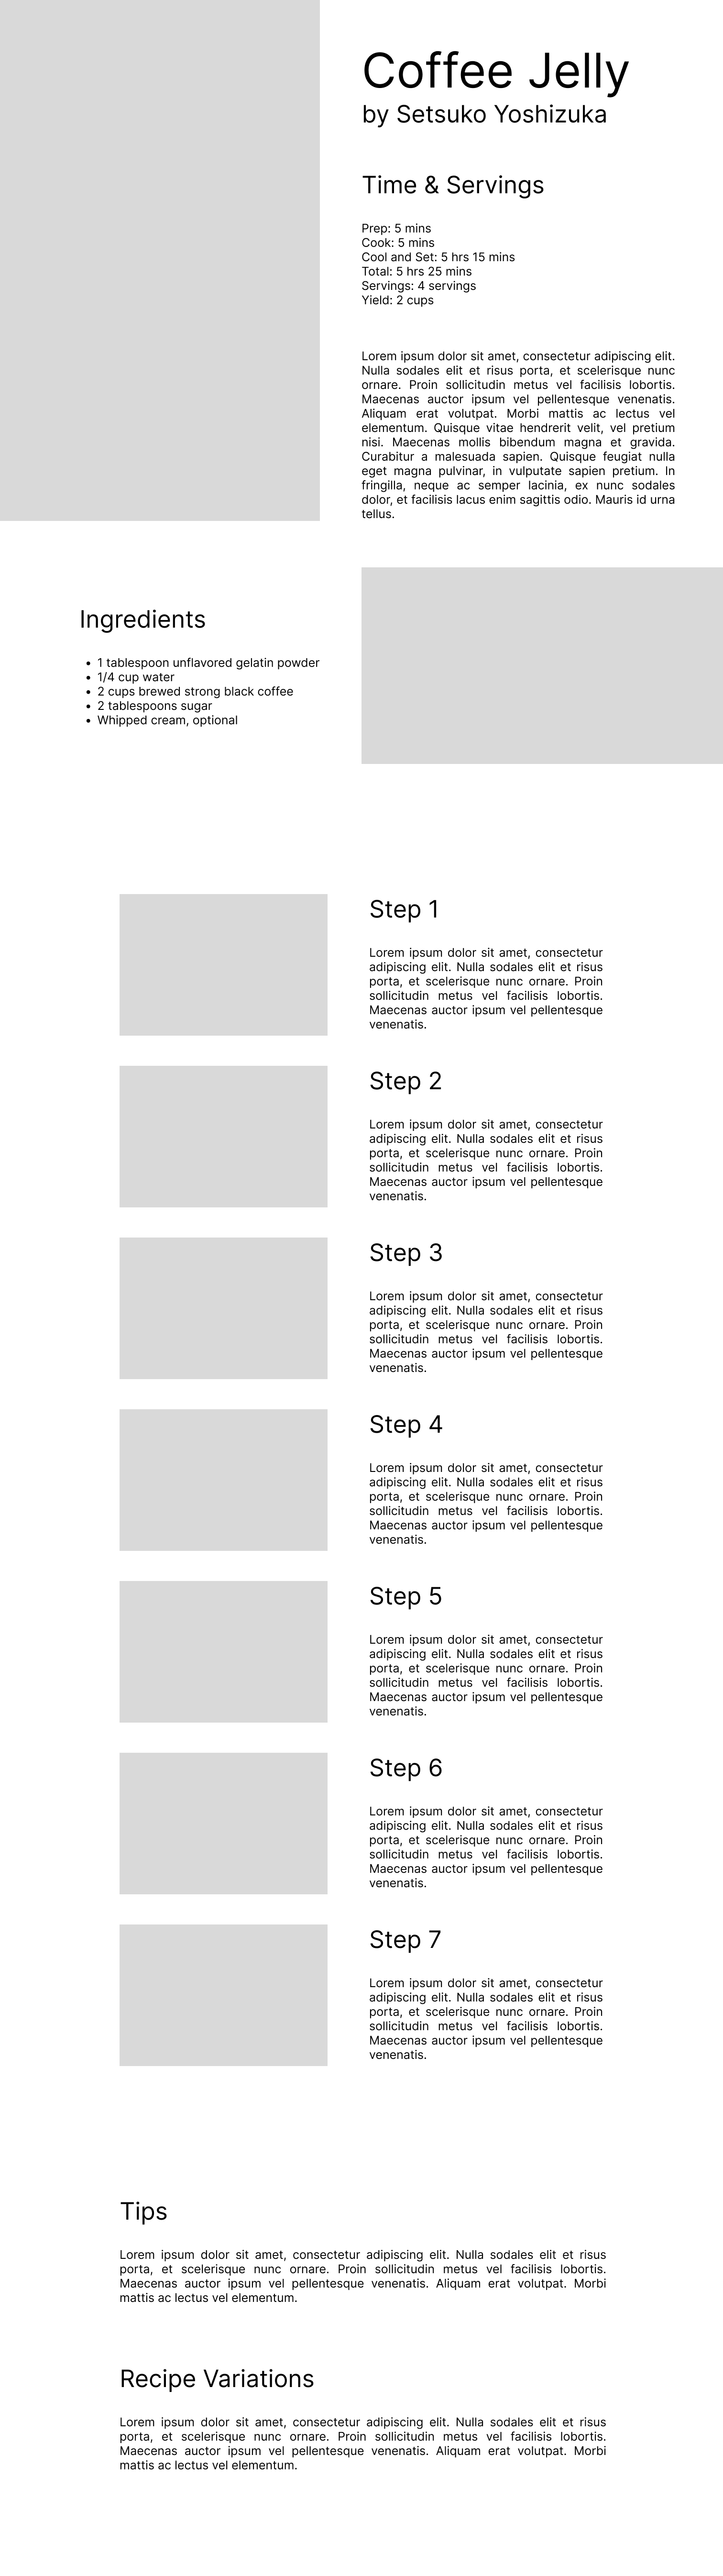 Coffee Jelly
by Setsuko Yoshizuka
Time & Servings
Prep: 5 mins
Cook: 5 mins
Cool and Set: 5 hrs 15 mins
Total: 5 hrs 25 mins
Servings: 4 servings
Yield: 2 cups
Lorem ipsum dolor sit amet, consectetur adipiscing elit.
Nulla sodales elit et risus porta, et scelerisque nunc
ornare. Proin sollicitudin metus vel facilisis lobortis.
Maecenas auctor ipsum vel pellentesque venenatis.
Aliquam erat volutpat. Morbi mattis ac lectus vel
elementum. Quisque vitae hendrerit velit, vel pretium
nisi. Maecenas mollis bibendum magna et gravida.
Curabitur a malesuada sapien. Quisque feugiat nulla
eget magna pulvinar, in vulputate sapien pretium. In
fringilla, neque ac semper lacinia, ex nunc sodales
dolor, et facilisis lacus enim sagittis odio. Mauris id urna
tellus.
Ingredients
• 1 tablespoon unflavored gelatin powder
• 1/4 cup water
• 2 cups brewed strong black coffee
• 2 tablespoons sugar
• Whipped cream, optional
Step 1
Lorem ipsum dolor sit amet, consectetur
adipiscing elit. Nulla sodales elit et risus
porta, et scelerisque nunc ornare. Proin
sollicitudin metus vel facilisis lobortis.
Maecenas auctor ipsum vel pellentesque
venenatis.
Step 2
Lorem ipsum dolor sit amet, consectetur
adipiscing elit. Nulla sodales elit et risus
porta, et scelerisque nunc ornare. Proin
sollicitudin metus vel facilisis lobortis.
Maecenas auctor ipsum vel pellentesque
venenatis.
Step 3
Lorem ipsum dolor sit amet, consectetur
adipiscing elit. Nulla sodales elit et risus
porta, et scelerisque nunc ornare. Proin
sollicitudin metus vel facilisis lobortis.
Maecenas auctor ipsum vel pellentesque
venenatis.
Step 4
Lorem ipsum dolor sit amet, consectetur
adipiscing elit. Nulla sodales elit et risus
porta, et scelerisque nunc ornare. Proin
sollicitudin metus vel facilisis lobortis.
Maecenas auctor ipsum vel pellentesque
venenatis.
Step 5
Lorem ipsum dolor sit amet, consectetur
adipiscing elit. Nulla sodales elit et risus
porta, et scelerisque nunc ornare. Proin
sollicitudin metus vel facilisis lobortis.
Maecenas auctor ipsum vel pellentesque
venenatis.
Step 6
Lorem ipsum dolor sit amet, consectetur
adipiscing elit. Nulla sodales elit et risus
porta, et scelerisque nunc ornare. Proin
sollicitudin metus vel facilisis lobortis.
Maecenas auctor ipsum vel pellentesque
venenatis.
Step 7
Lorem ipsum dolor sit amet, consectetur
adipiscing elit. Nulla sodales elit et risus
porta, et scelerisque nunc ornare. Proin
sollicitudin metus vel facilisis lobortis.
Maecenas auctor ipsum vel pellentesque
venenatis.
Tips
Lorem ipsum dolor sit amet, consectetur adipiscing elit. Nulla sodales elit et risus
porta, et scelerisque nunc ornare. Proin sollicitudin metus vel facilisis lobortis.
Maecenas auctor ipsum vel pellentesque venenatis. Aliquam erat volutpat. Morbi
mattis ac lectus vel elementum.
Recipe Variations
Lorem ipsum dolor sit amet, consectetur adipiscing elit. Nulla sodales elit et risus
porta, et scelerisque nunc ornare. Proin sollicitudin metus vel facilisis lobortis.
Maecenas auctor ipsum vel pellentesque venenatis. Aliquam erat volutpat. Morbi
mattis ac lectus vel elementum.